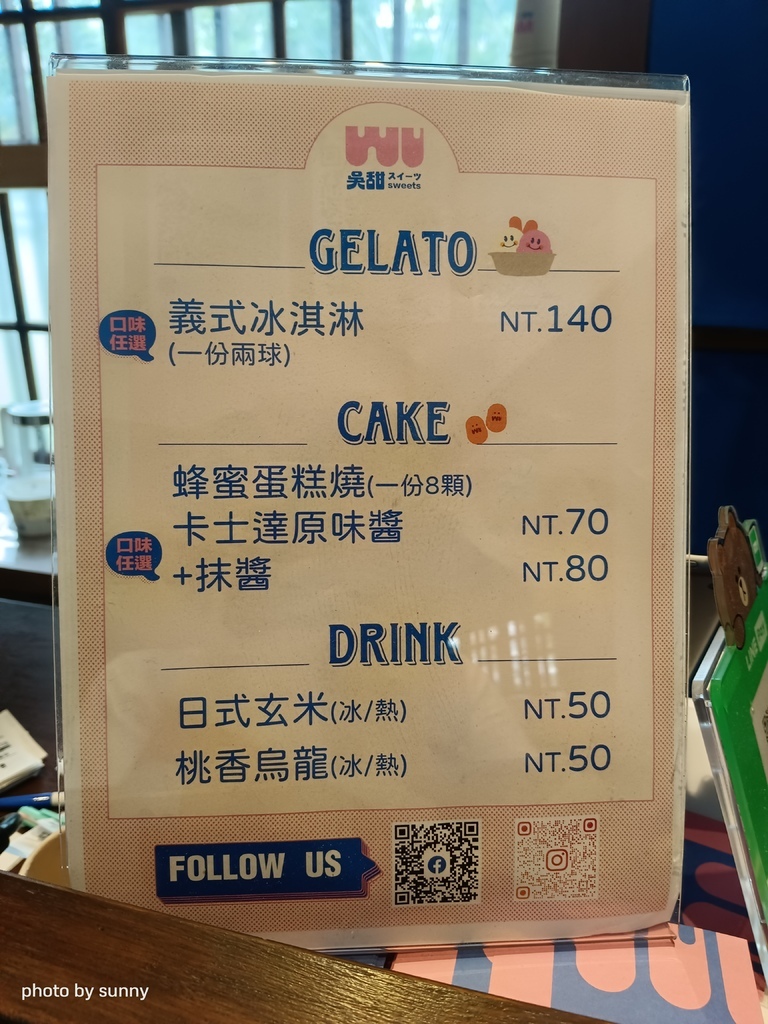 WU
吳甜 スイーツ
sweets
GELATO
口味
任選
義式冰淇淋 NT.140
(一份兩球)
CAKE
蜂蜜蛋糕燒(一份8顆)
卡士達原味醬 NT.70
口味
任選
+抹醬 NT.80
DRINK
日式玄米(冰/熱) NT.50
桃香烏龍(冰/熱) NT.50
FOLLOW US
photo by sunny